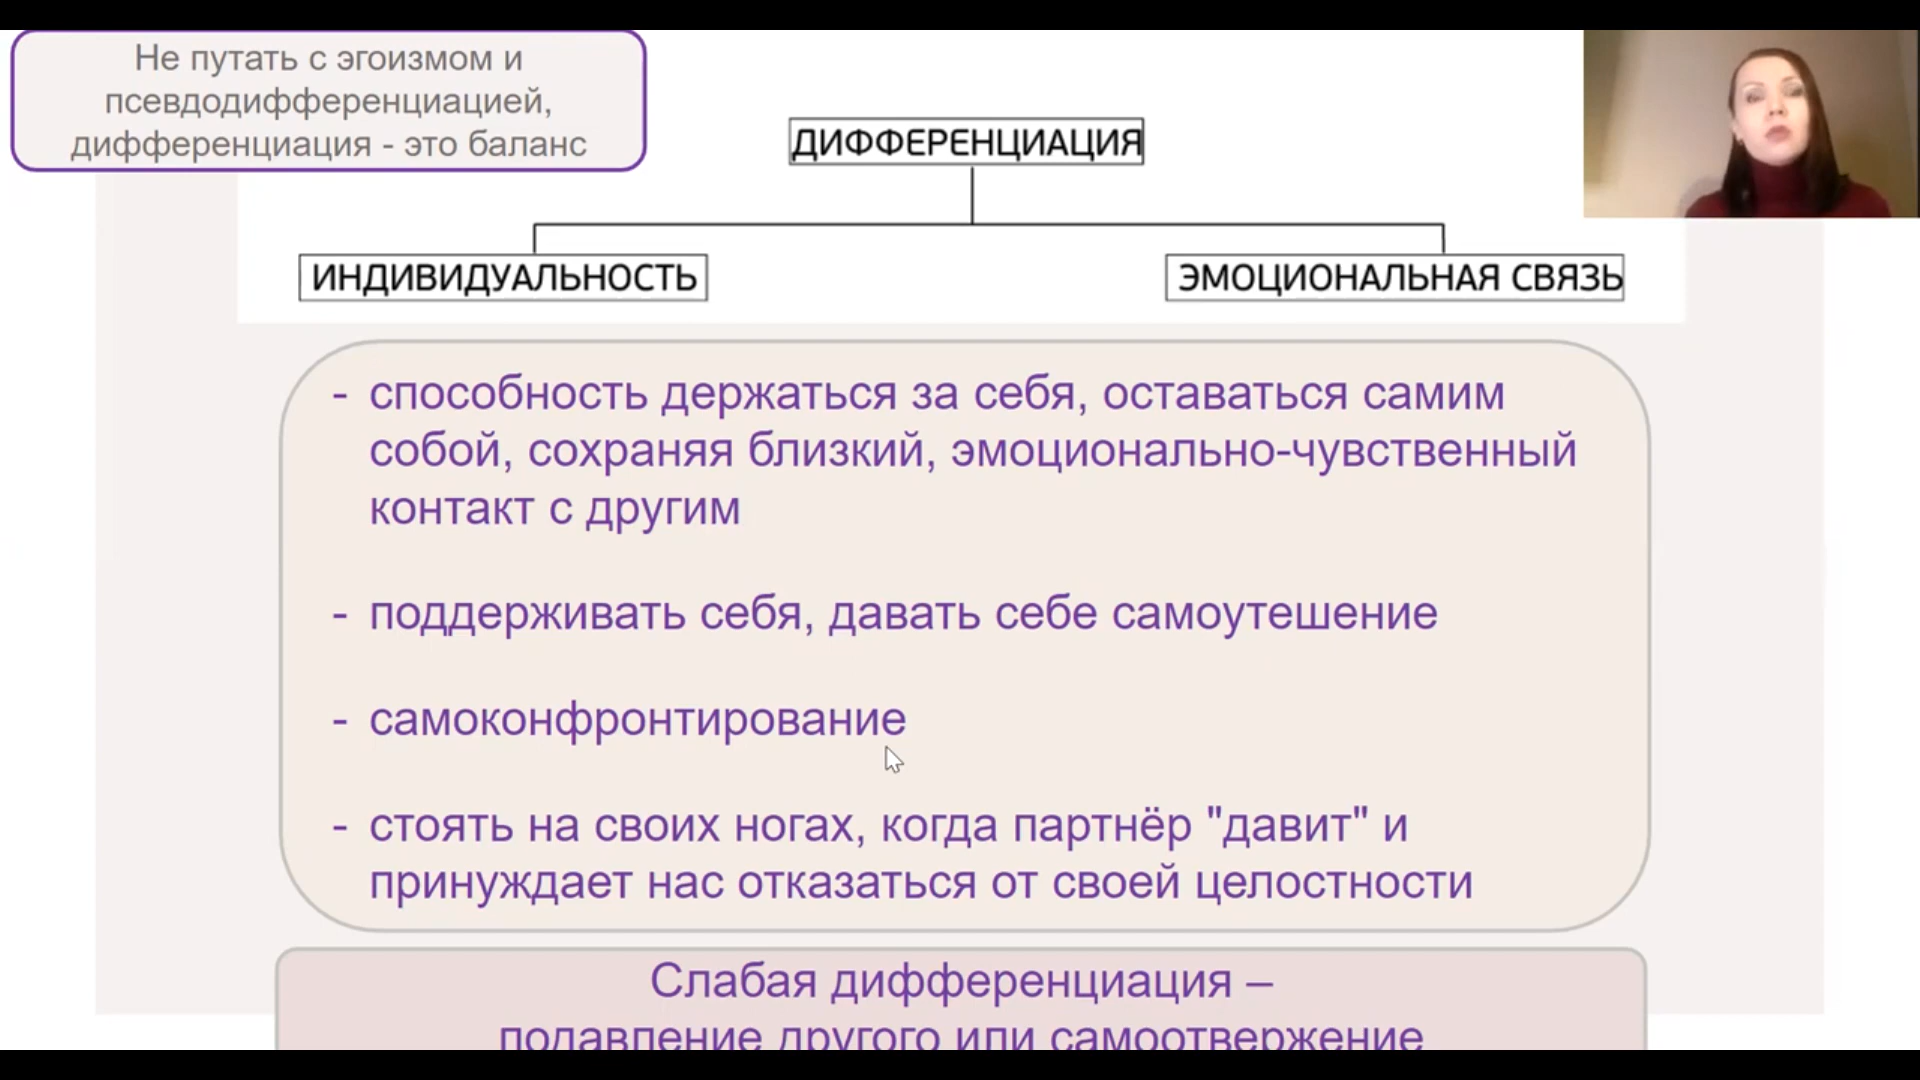 Не путать с эгоизмом и
псевдодифференциацией,
дифференциация - это баланс
ДИФФЕРЕНЦИАЦИЯ
ИНДИВИДУАЛЬНОСТЬ
ЭМОЦИОНАЛЬНАЯ СВЯЗЬ
- способность держаться за себя, оставаться самим
собой, сохраняя близкий, эмоционально-чувственный
контакт с другим
- поддерживать себя, давать себе самоутешение
- самоконфронтирование
- стоять на своих ногах, когда партнёр "давит" и
принуждает нас отказаться от своей целостности
Слабая дифференциация –
подавление другого или самоотвержение